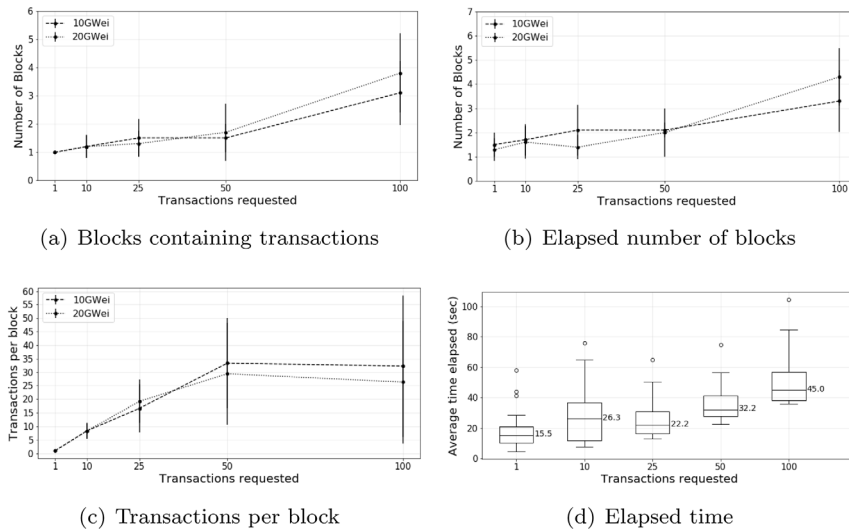 10GWei
20GWei
Number of Blocks
6
5
4
3
2
1
0
1 10 25 50 100
Transactions requested
(a) Blocks containing transactions
10GWei
20GWei
Number of Blocks
7
6
5
4
3
2
1
0
1 10 25 50 100
Transactions requested
(b) Elapsed number of blocks
10GWei
20GWei
Transactions per block
60
55
50
45
40
35
30
25
20
15
10
5
0
1 10 25 50 100
Transactions requested
(c) Transactions per block
Average time elapsed (sec)
100
80
60
40
20
0
15.5
26.3
22.2
32.2
45.0
1 10 25 50 100
Transactions requested
(d) Elapsed time